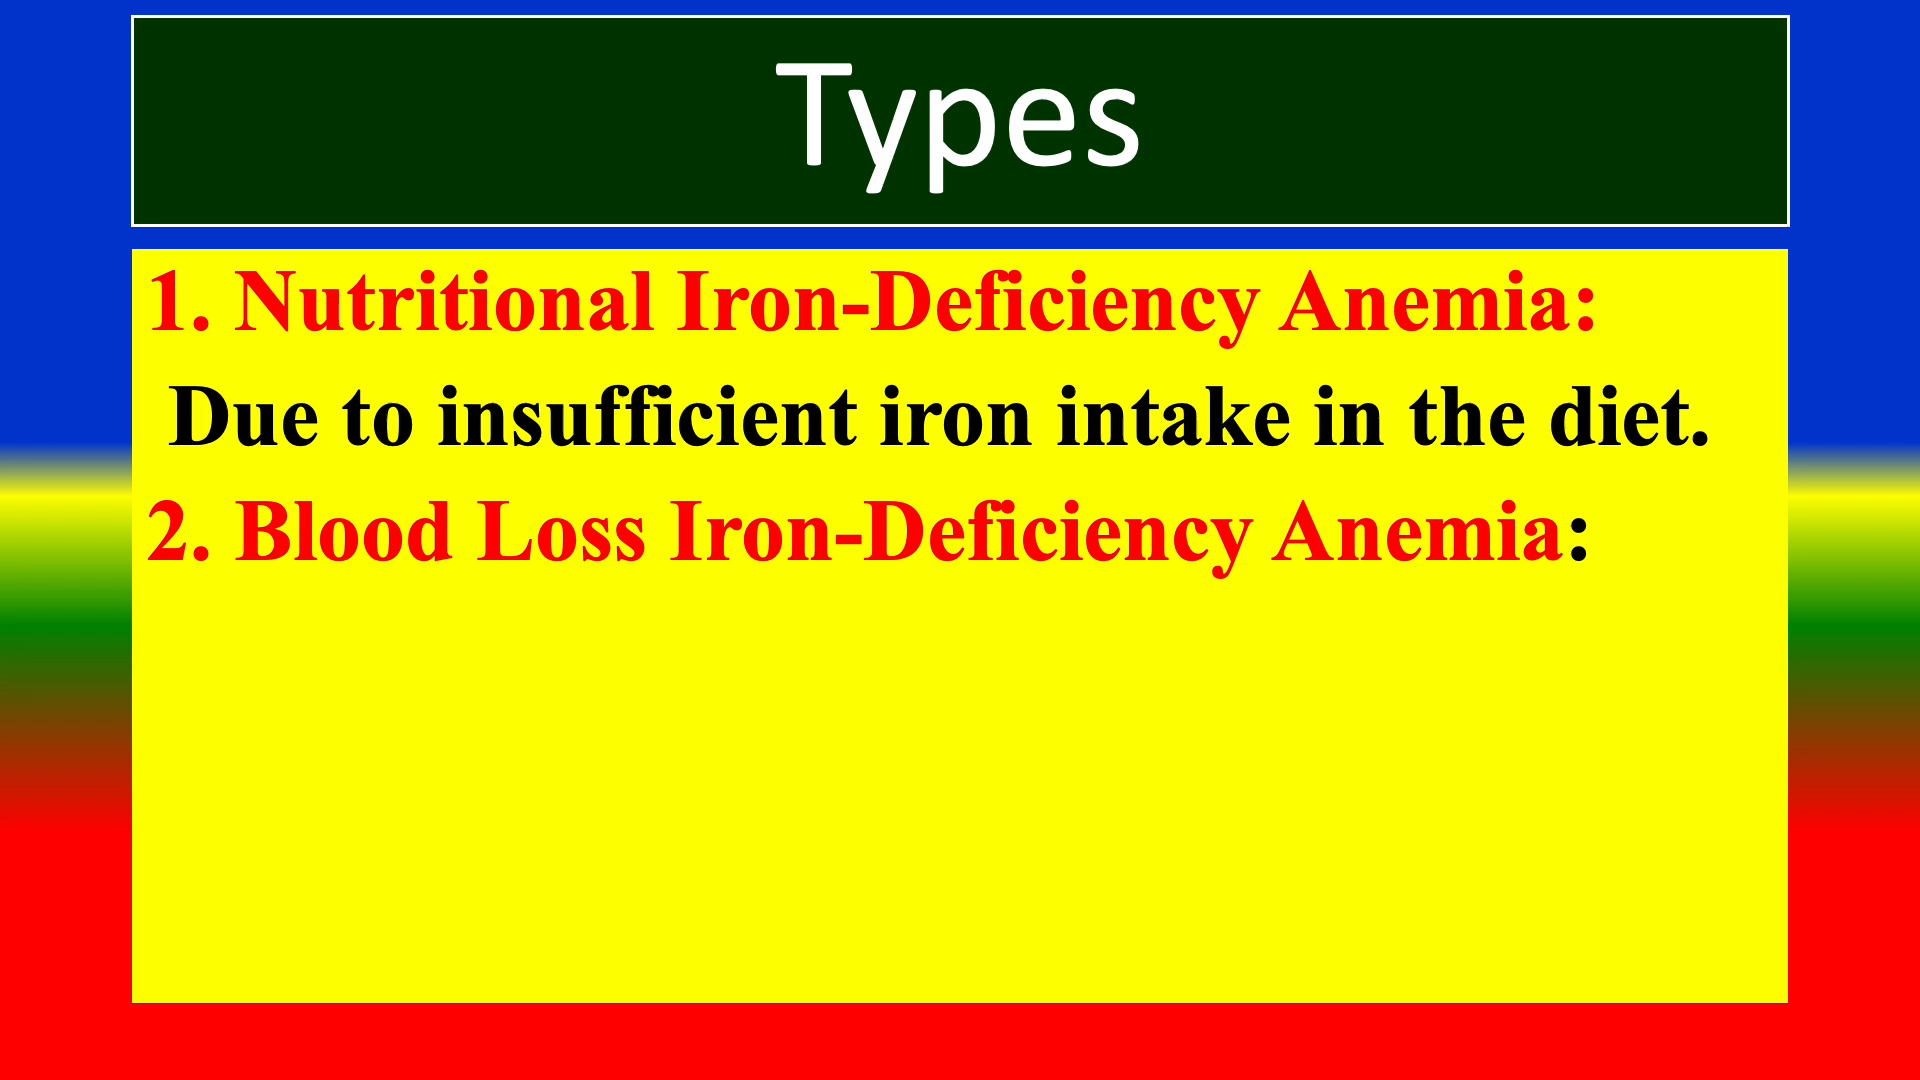 Types
1. Nutritional Iron-Deficiency Anemia:
Due to insufficient iron intake in the diet.
2. Blood Loss Iron-Deficiency Anemia: